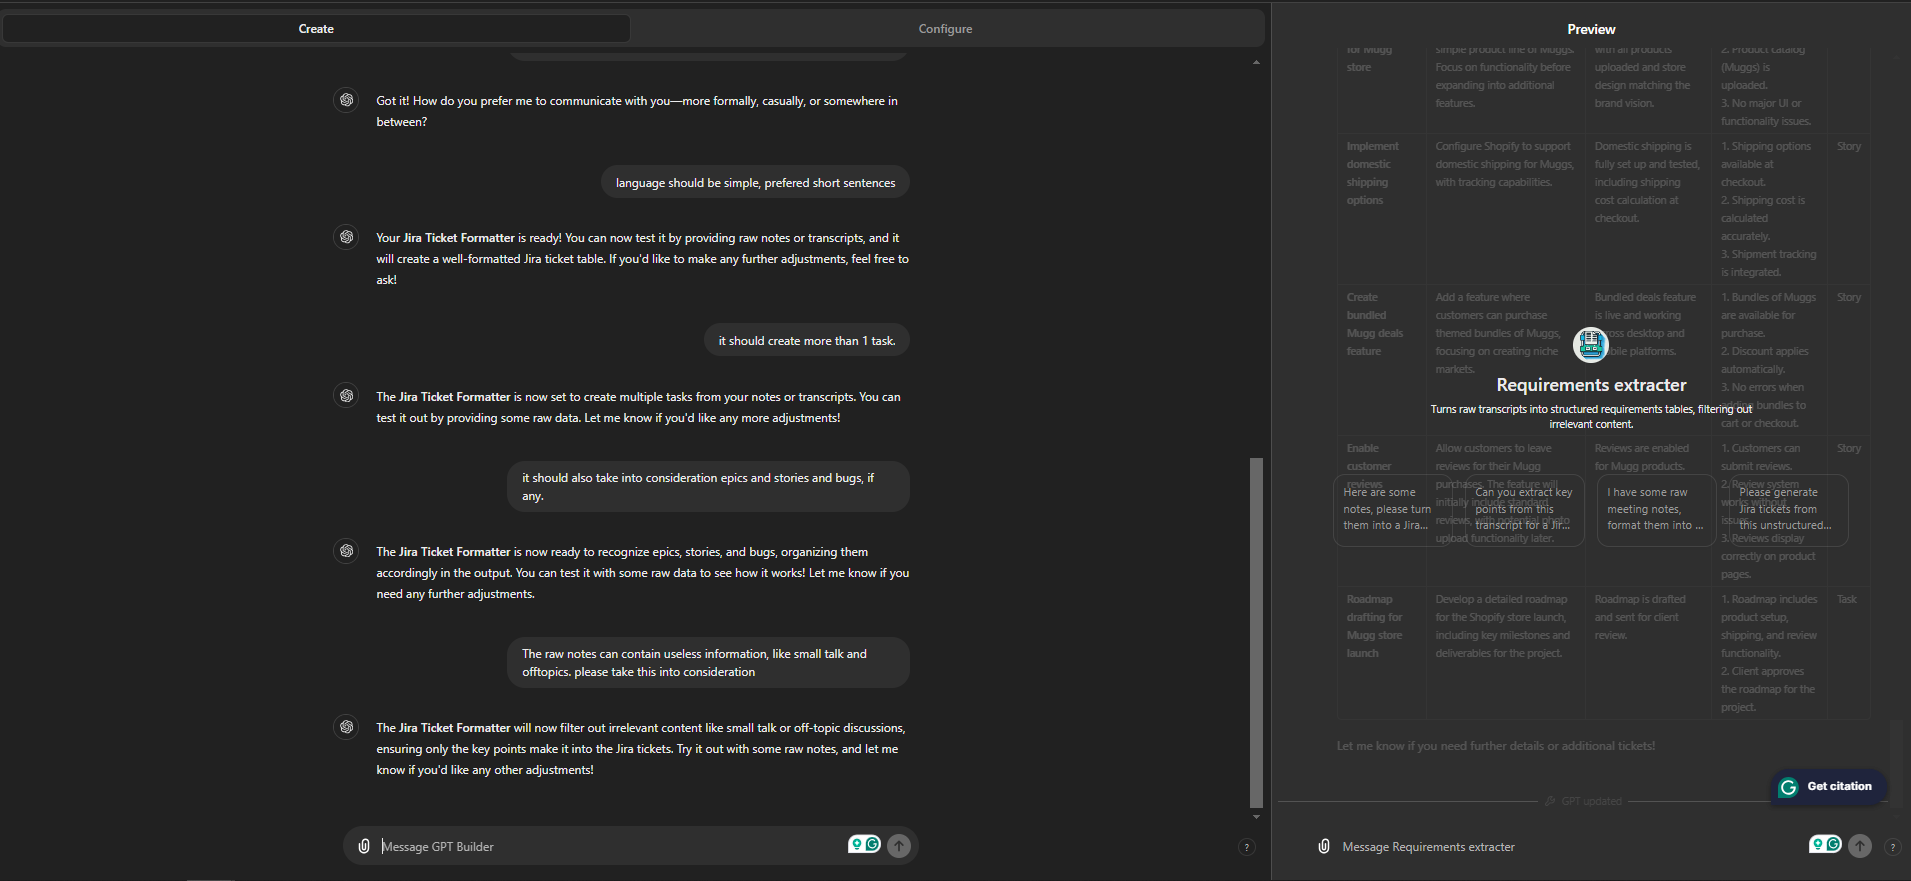 Create
Configure
Got it! How do you prefer me to communicate with you—more formally, casually, or somewhere in
between?
language should be simple, prefered short sentences
Your Jira Ticket Formatter is ready! You can now test it by providing raw notes or transcripts, and it
will create a well-formatted Jira ticket table. If you'd like to make any further adjustments, feel free to
ask!
it should create more than 1 task.
The Jira Ticket Formatter is now set to create multiple tasks from your notes or transcripts. You can
test it out by providing some raw data. Let me know if you'd like any more adjustments!
it should also take into consideration epics and stories and bugs, if
any.
The Jira Ticket Formatter is now ready to recognize epics, stories, and bugs, organizing them
accordingly in the output. You can test it with some raw data to see how it works! Let me know if you
need any further adjustments.
The raw notes can contain useless information, like small talk and
offtopics. please take this into consideration
The Jira Ticket Formatter will now filter out irrelevant content like small talk or off-topic discussions,
ensuring only the key points make it into the Jira tickets. Try it out with some raw notes, and let me
know if you'd like any other adjustments!
Message GPT Builder
?
Preview
for Mugg
store
simple product line of Muggs.
Focus on functionality before
expanding into additional
features.
with all products
uploaded and store
design matching the
brand vision.
2. Product catalog
(Muggs) is
uploaded.
3. No major UI or
functionality issues.
Implement
domestic
shipping
options
Configure Shopify to support
domestic shipping for Muggs,
with tracking capabilities.
Domestic shipping is
fully set up and tested,
including shipping
cost calculation at
checkout.
1. Shipping options
available at
checkout.
2. Shipping cost is
calculated
accurately.
3. Shipment tracking
is integrated.
Story
Create
bundled
Mugg deals
feature
Add a feature where
customers can purchase
themed bundles of Muggs,
focusing on creating niche
markets.
Bundled deals feature
is live and working
across desktop and
mobile platforms.
1. Bundles of Muggs
are available for
purchase.
2. Discount applies
automatically.
3. No errors when
adding bundles to
cart or checkout.
Story
Requirements extracter
Turns raw transcripts into structured requirements tables, filtering out
irrelevant content.
Enable
customer
reviews
Allow customers to leave
reviews for their Mugg
purchases. The feature will
initially include standard
reviews, with potential photo
upload functionality later.
Reviews are enabled
for Mugg products.
1. Customers can
submit reviews.
2. Review system
works without
issues.
3. Reviews display
correctly on product
pages.
Story
Here are some
notes, please turn
them into a Jira...
Can you extract key
points from this
transcript for a Jir...
I have some raw
meeting notes,
format them into ...
Please generate
Jira tickets from
this unstructured...
Roadmap
drafting for
Mugg store
launch
Develop a detailed roadmap
for the Shopify store launch,
including key milestones and
deliverables for the project.
Roadmap is drafted
and sent for client
review.
1. Roadmap includes
product setup,
shipping, and review
functionality.
2. Client approves
the roadmap for the
project.
Task
Let me know if you need further details or additional tickets!
Get citation
GPT updated
Message Requirements extracter
?